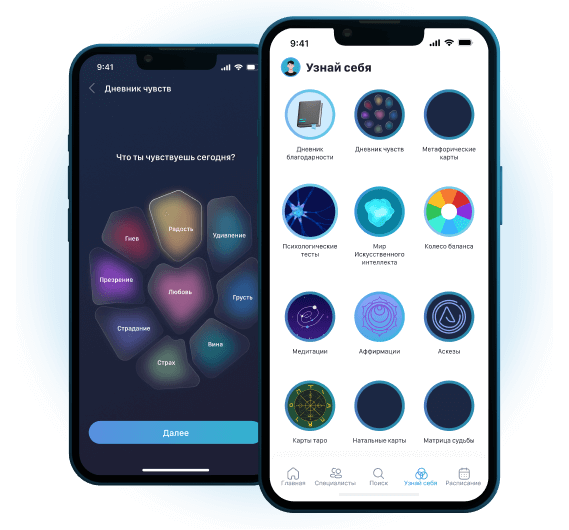 9:41
Дневник чувств
Что ты чувствуешь сегодня?
Радость
Гнев
Удивление
Презрение
Любовь
Грусть
Страдание
Вина
Страх
Далее
9:41
Узнай себя
Дневник
благодарности
Дневник чувств
Метафорические
карты
Психологические
тесты
Мир
Искусственного
интеллекта
Колесо баланса
Медитации
Аффирмации
Аскезы
Карты таро
Натальные карты
Матрица судьбы
Главная
Специалисты
Поиск
Узнай себя
Расписание